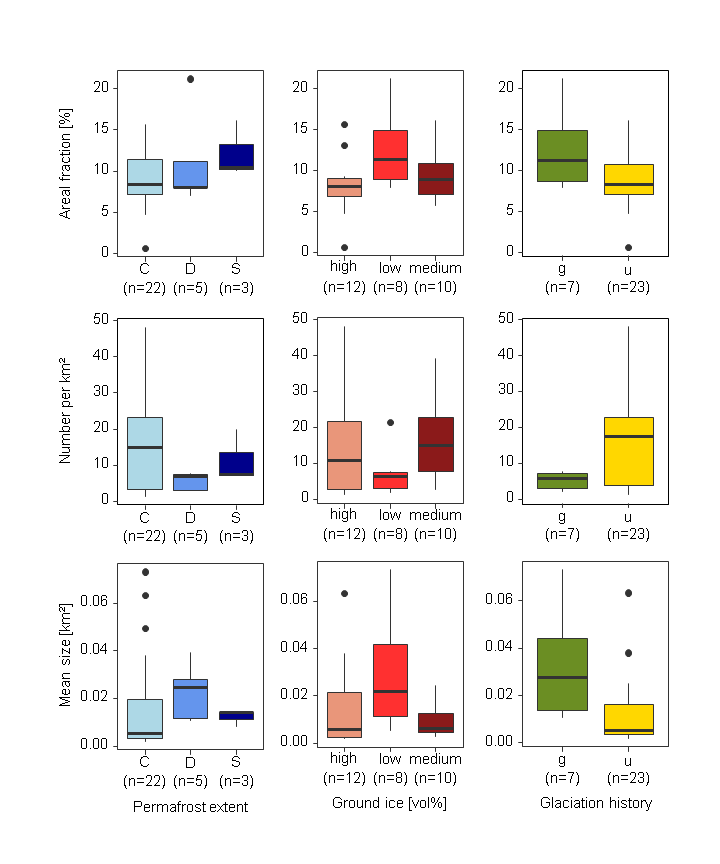 Areal fraction [%]
20 15 10 5 0
C D S
(n=22) (n=5) (n=3)
20 15 10 5 0
high low medium
(n=12) (n=8) (n=10)
20 15 10 5 0
g u
(n=7) (n=23)
Number per km²
50 40 30 20 10 0
C D S
(n=22) (n=5) (n=3)
50 40 30 20 10 0
high low medium
(n=12) (n=8) (n=10)
50 40 30 20 10 0
g u
(n=7) (n=23)
Mean size [km²]
0.06 0.04 0.02 0.00
C D S
(n=22) (n=5) (n=3)
Permafrost extent
0.06 0.04 0.02 0.00
high low medium
(n=12) (n=8) (n=10)
Ground ice [vol%]
0.06 0.04 0.02 0.00
g u
(n=7) (n=23)
Glaciation history